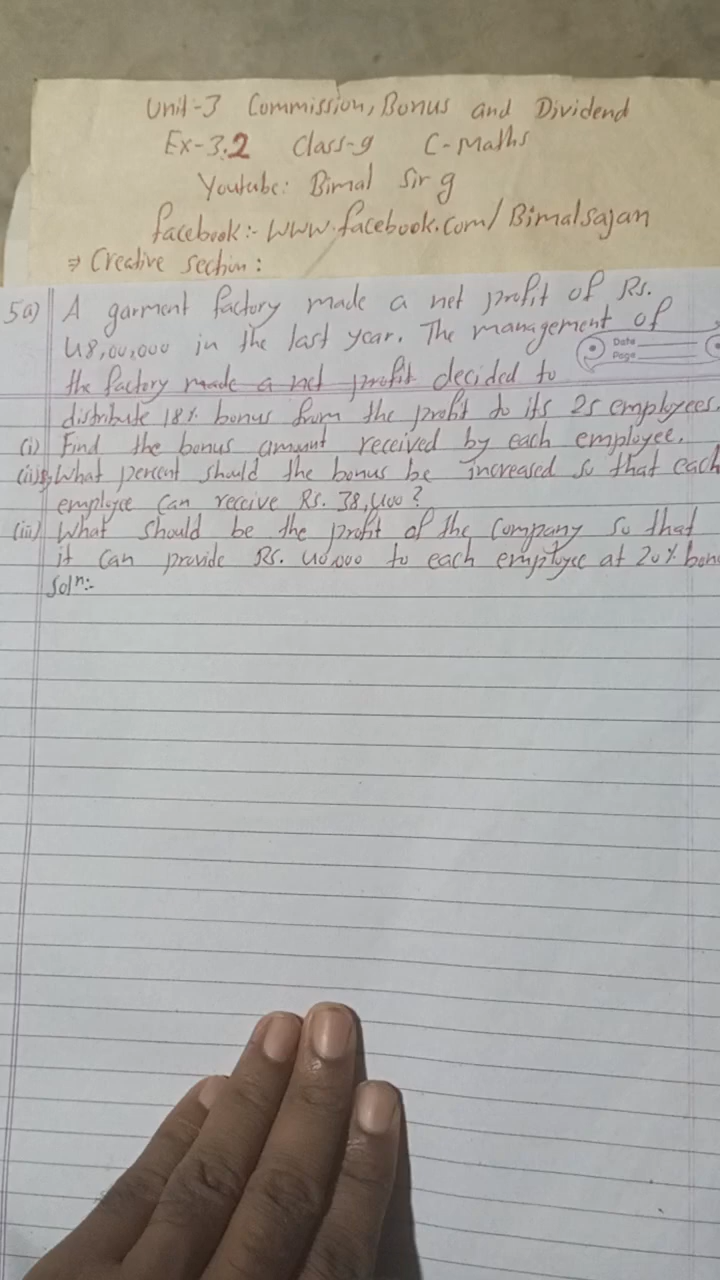 Unit-3 Commission, Bonus and Dividend
Ex-3.2 Class-9 C-Maths
Youtube: Bimal Sir g
facebook:- www.facebook.com/Bimalsajan
⇒ Creative section:
5a) A garment factory made a net profit of Rs.
48,00,000 in the last year. The management of
Date
Page
the factory made a net profit decided to
distribute 18% bonus from the profit to its 25 employees.
(i) Find the bonus amount received by each employee.
(ii) What percent should the bonus be increased so that each
employee can receive Rs. 38,400?
(iii) What should be the profit of the company so that
it can provide Rs. 40,000 to each employee at 20% bon
Solⁿ:-